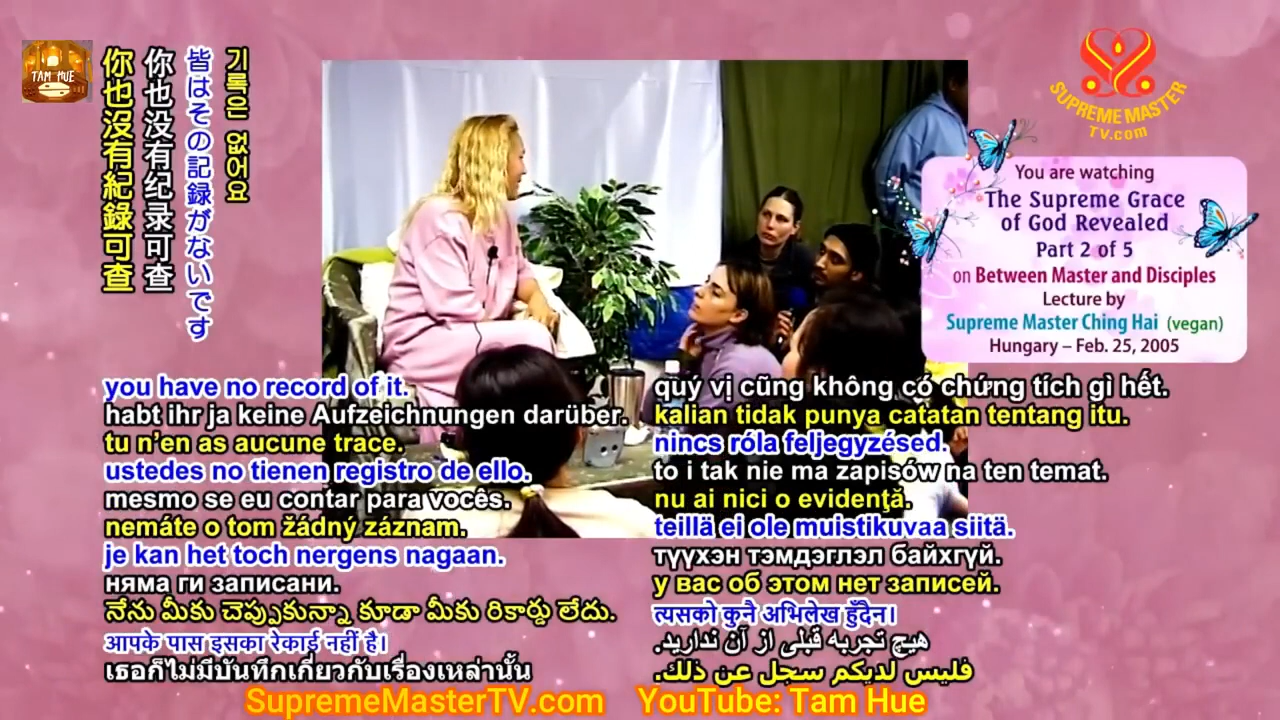 TAM HUE
기록은 없어요
皆はその記録がないです
你也没有纪录可查
你也沒有紀錄可查
SUPREME MASTER
TV.com
You are watching
The Supreme Grace
of God Revealed
Part 2 of 5
on Between Master and Disciples
Lecture by
Supreme Master Ching Hai (vegan)
Hungary – Feb. 25, 2005
you have no record of it.
habt ihr ja keine Aufzeichnungen darüber.
tu n'en as aucune trace.
ustedes no tienen registro de ello.
mesmo se eu contar para vocês.
nemáte o tom žádný záznam.
je kan het toch nergens nagaan.
няма ги записани.
నేను మీకు చెప్పుకున్నా కూడా మీకు రికార్డు లేదు.
आपके पास इसका रेकार्ड नहीं है।
เธอก็ไม่มีบันทึกเกี่ยวกับเรื่องเหล่านั้น
quý vị cũng không có chứng tích gì hết.
kalian tidak punya catatan tentang itu.
nincs róla feljegyzésed.
to i tak nie ma zapisów na ten temat.
nu ai nici o evidenţă.
teillä ei ole muistikuvaa siitä.
түүхэн тэмдэглэл байхгүй.
у вас об этом нет записей.
त्यसको कुनै अभिलेख हुँदैन।
هیچ تجربه قبلی از آن ندارید.
فليس لديكم سجل عن ذلك.
SupremeMasterTV.com YouTube: Tam Hue